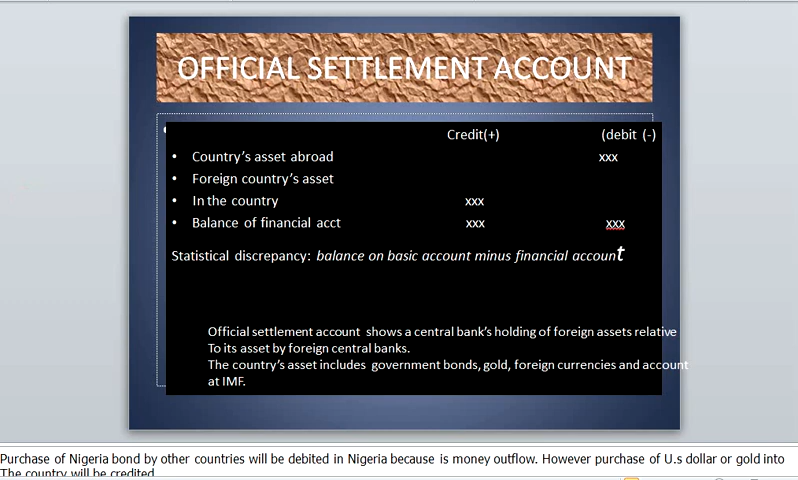 OFFICIAL SETTLEMENT ACCOUNT
Credit(+) (debit (-)
• Country's asset abroad xxx
• Foreign country's asset
• In the country xxx
• Balance of financial acct xxx xxx
Statistical discrepancy: balance on basic account minus financial account
Official settlement account shows a central bank's holding of foreign assets relative
To its asset by foreign central banks.
The country's asset includes government bonds, gold, foreign currencies and account
at IMF.
Purchase of Nigeria bond by other countries will be debited in Nigeria because is money outflow. However purchase of U.s dollar or gold into
The country will be credited